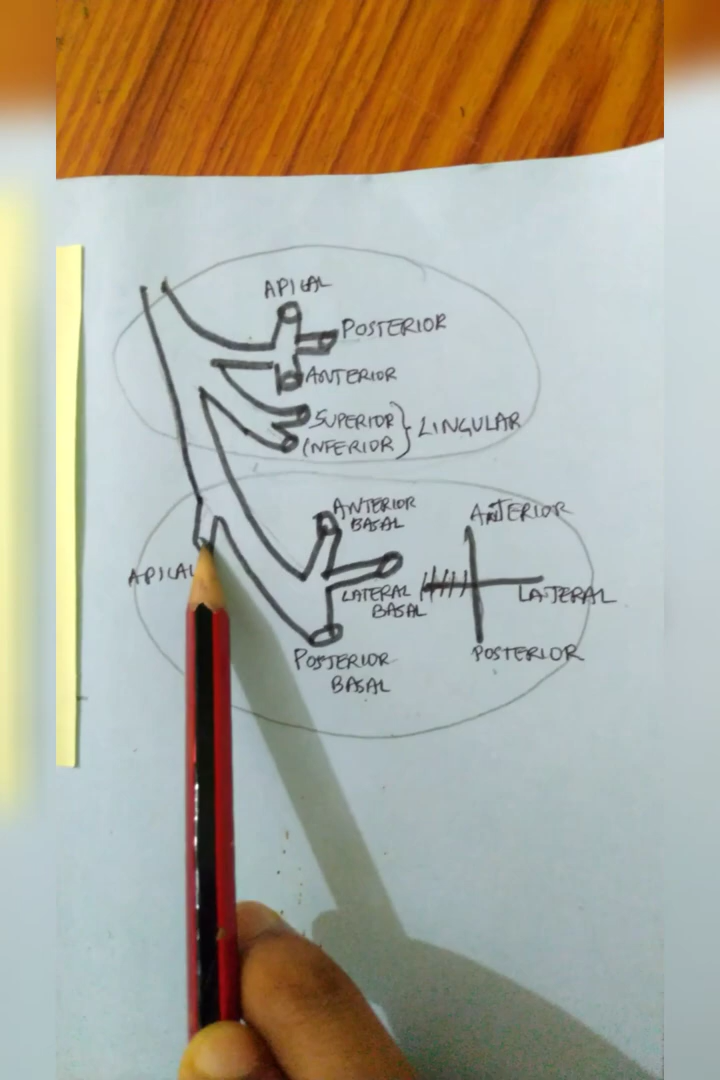 APICAL
POSTERIOR
ANTERIOR
SUPERIOR
INFERIOR
LINGULAR
ANTERIOR
BASAL
APICAL
LATERAL
BASAL
POSTERIOR
BASAL
ANTERIOR
LATERAL
POSTERIOR